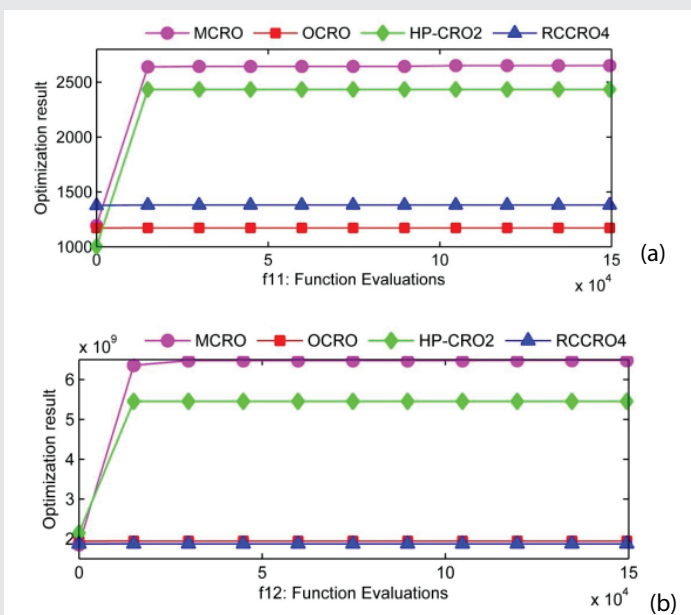 MCRO OCRO HP-CRO2 RCCRO4
2500
2000
1500
1000
Optimization result
0 5 10 15
f11: Function Evaluations
x 10^4
(a)
x 10^9
MCRO OCRO HP-CRO2 RCCRO4
6
5
4
3
2
Optimization result
0 5 10 15
f12: Function Evaluations
x 10^4
(b)